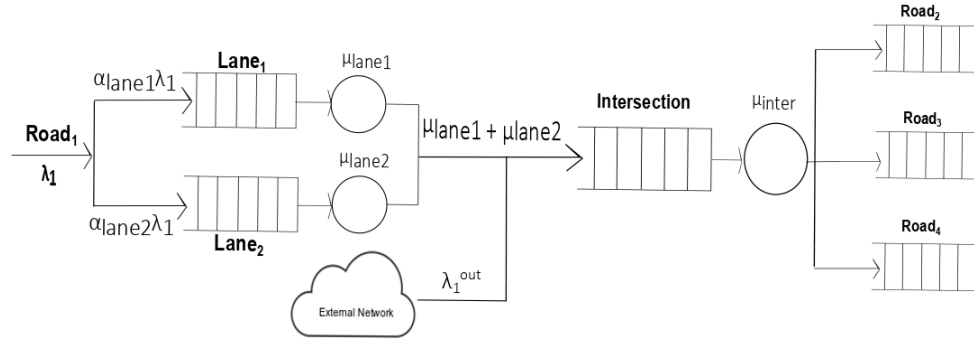 Road₁
λ₁
αlane1λ₁
αlane2λ₁
Lane₁
Lane₂
μlane1
μlane2
μlane1 + μlane2
External Network
λ₁ᵒᵘᵗ
Intersection
μinter
Road₂
Road₃
Road₄